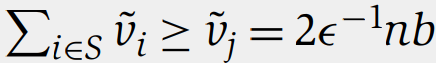 ∑_{i∈S} ṽ_i ≥ ṽ_j = 2ϵ^{-1}nb